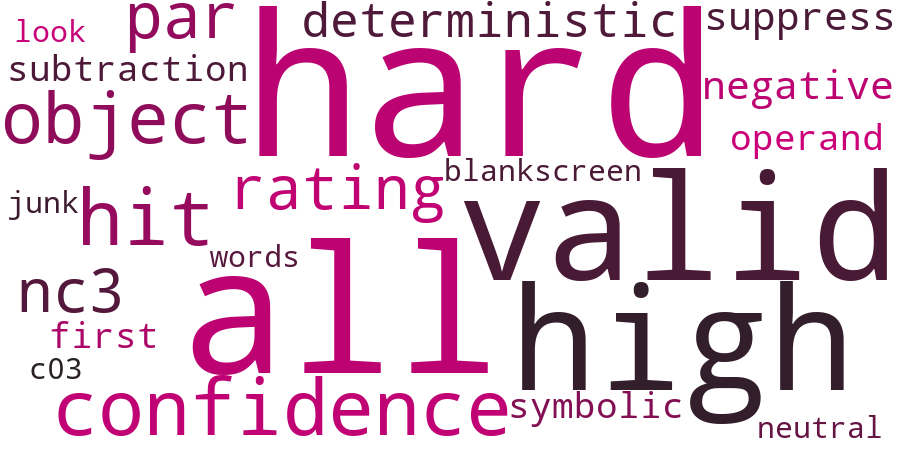 look par deterministic suppress
subtraction hard negative
object operand
junk hit rating blankscreen valid
words
nc3 all high
first
c03
confidence symbolic
neutral